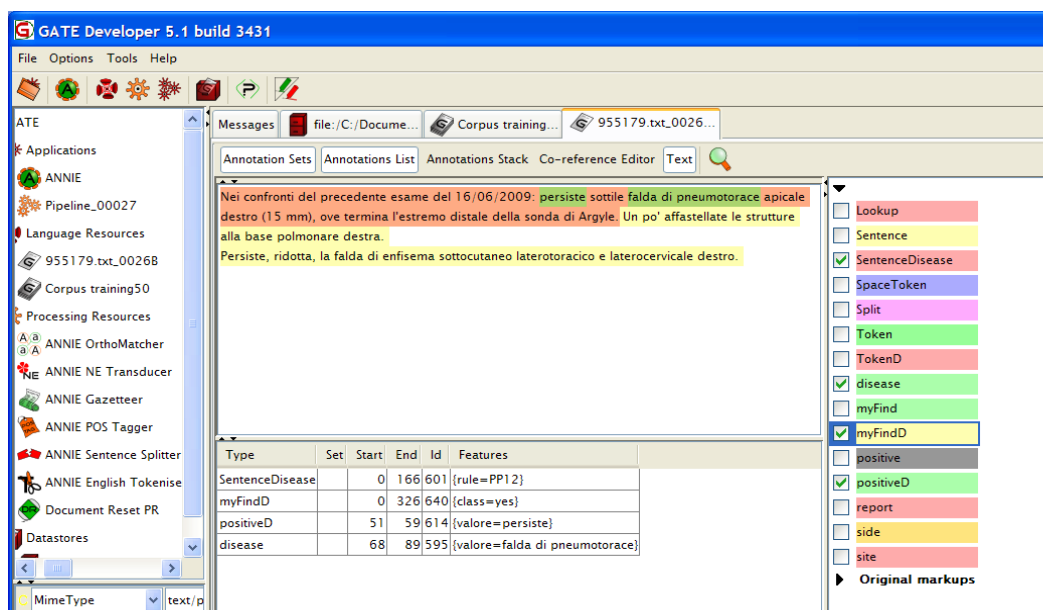 GATE Developer 5.1 build 3431
File Options Tools Help
ATE
Applications
ANNIE
Pipeline_00027
Language Resources
955179.txt_0026B
Corpus training50
Processing Resources
ANNIE OrthoMatcher
ANNIE NE Transducer
ANNIE Gazetteer
ANNIE POS Tagger
ANNIE Sentence Splitter
ANNIE English Tokenise
Document Reset PR
Datastores
MimeType text/p
Messages file:/C:/Docume... Corpus training... 955179.txt_0026...
Annotation Sets Annotations List Annotations Stack Co-reference Editor Text
Nei confronti del precedente esame del 16/06/2009: persiste sottile falda di pneumotorace apicale
destro (15 mm), ove termina l'estremo distale della sonda di Argyle. Un po' affastellate le strutture
alla base polmonare destra.
Persiste, ridotta, la falda di enfisema sottocutaneo laterotoracico e laterocervicale destro.
Type Set Start End Id Features
SentenceDisease 0 166 601 {rule=PP12}
myFindD 0 326 640 {class=yes}
positiveD 51 59 614 {valore=persiste}
disease 68 89 595 {valore=falda di pneumotorace}
Lookup
Sentence
SentenceDisease
SpaceToken
Split
Token
TokenD
disease
myFind
myFindD
positive
positiveD
report
side
site
Original markups